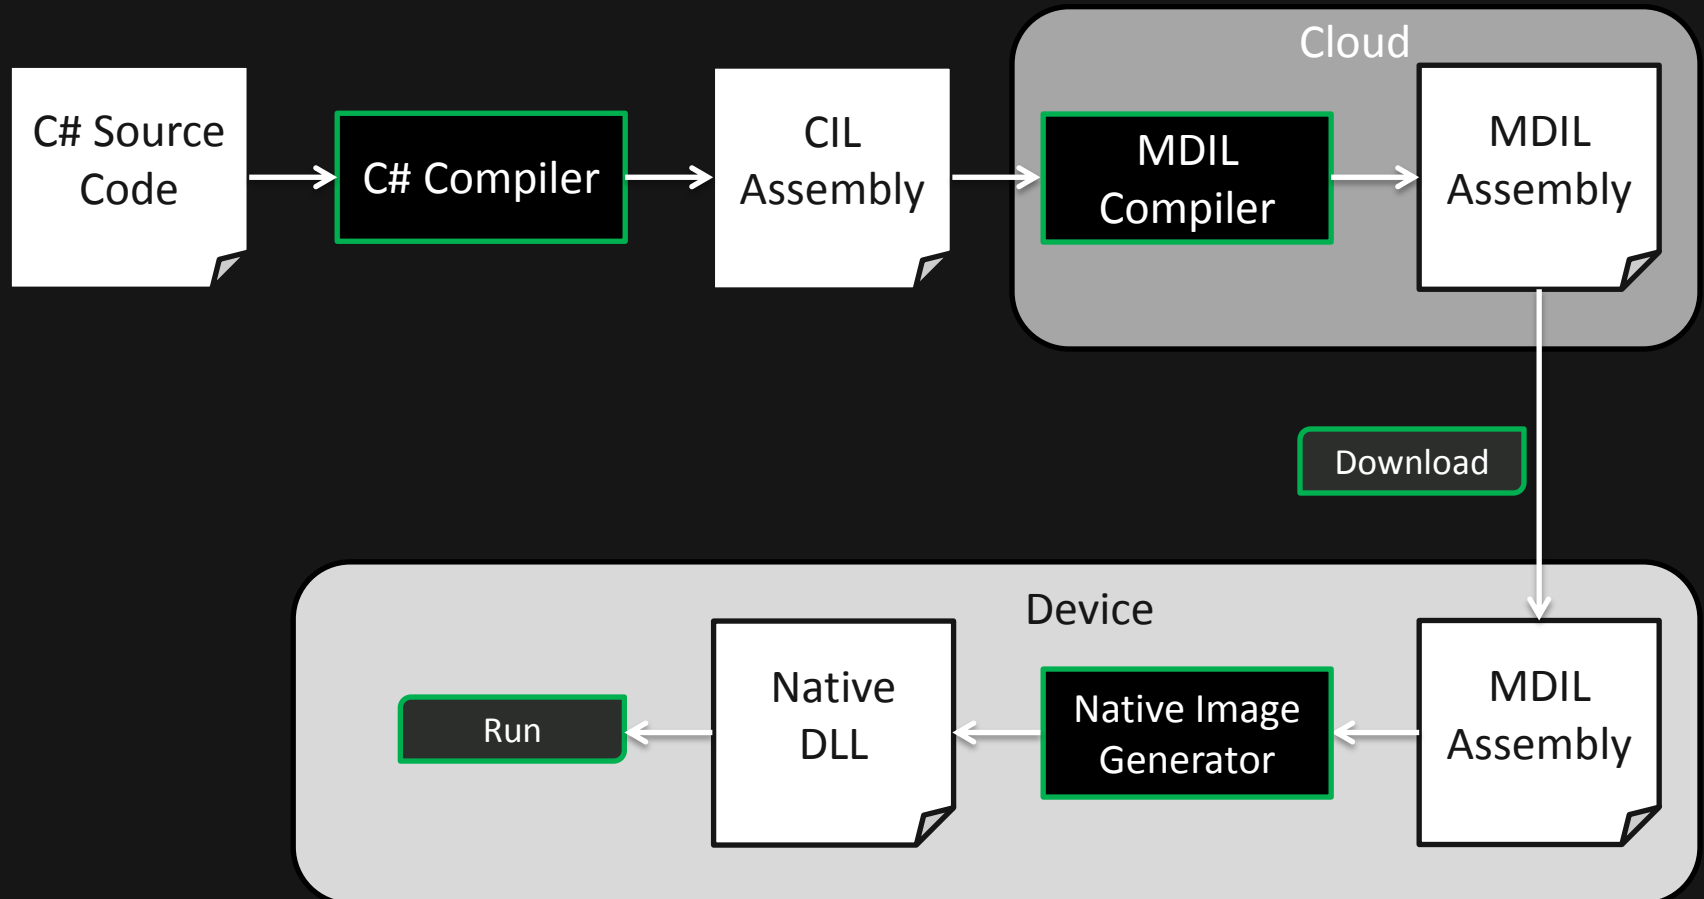 Cloud
C# Source
Code
C# Compiler
CIL
Assembly
MDIL
Compiler
MDIL
Assembly
Download
Device
MDIL
Assembly
Native Image
Generator
Native
DLL
Run